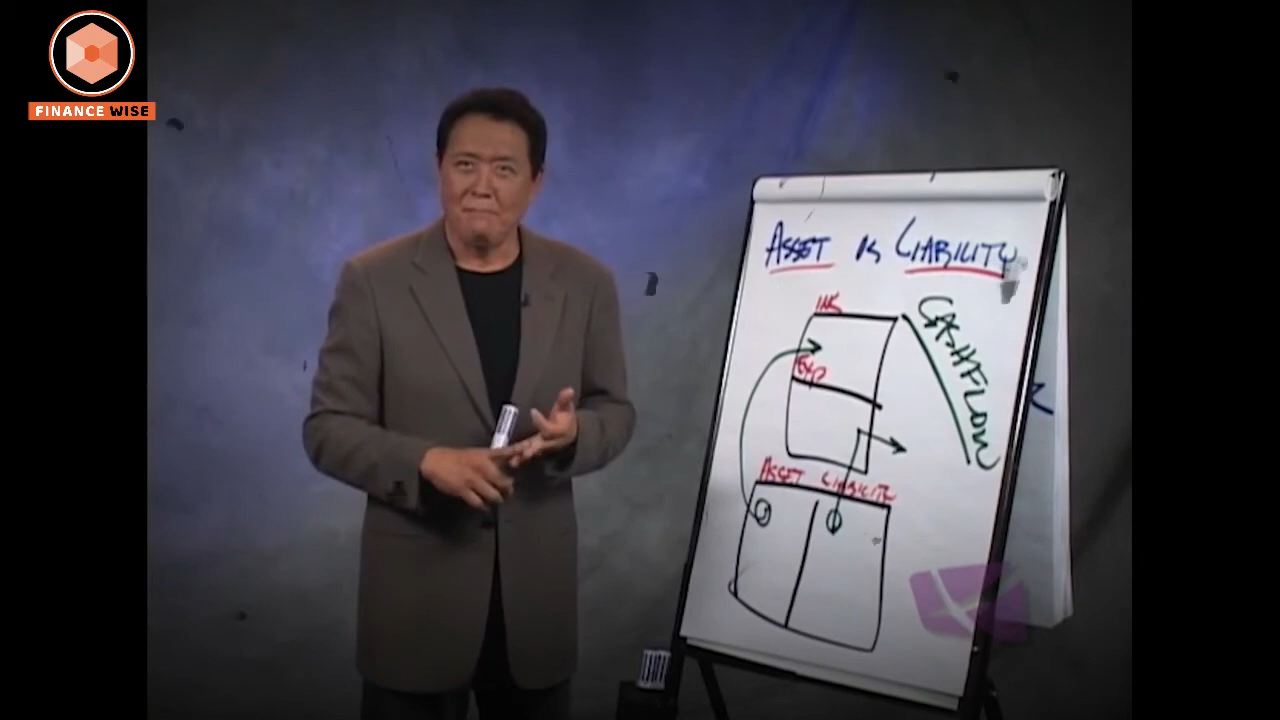 FINANCE WISE
ASSET vs LIABILITY
INC
CASHFLOW
EXP
ASSET LIABILITY